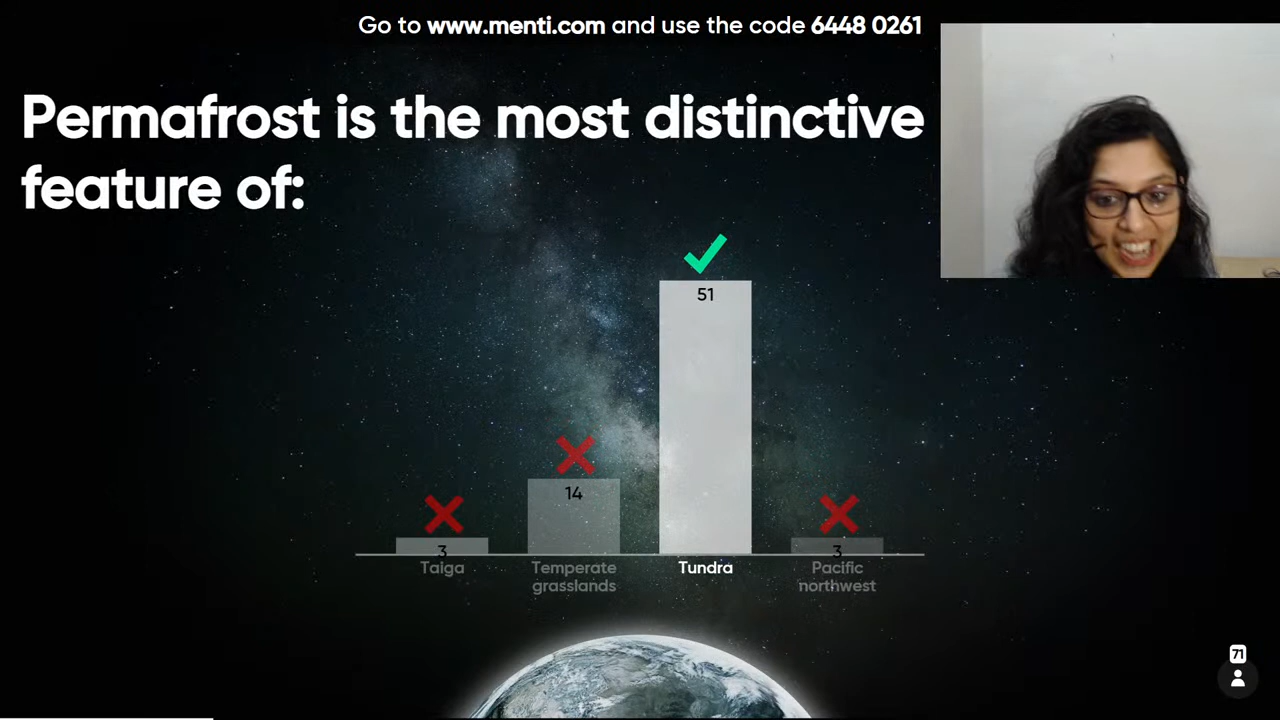 Go to www.menti.com and use the code 6448 0261
Permafrost is the most distinctive
feature of:
51
14
3
3
Taiga
Temperate
grasslands
Tundra
Pacific
northwest
71